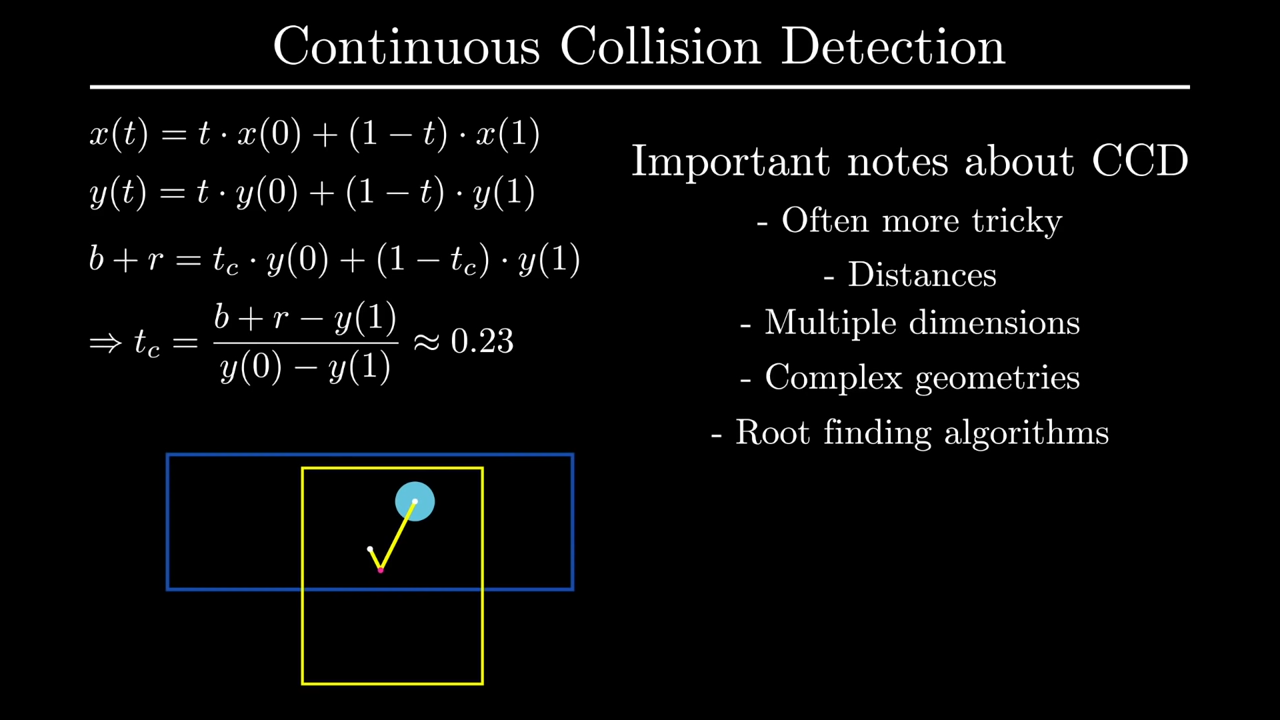 Continuous Collision Detection
x(t) = t · x(0) + (1 − t) · x(1)
y(t) = t · y(0) + (1 − t) · y(1)
b + r = t_c · y(0) + (1 − t_c) · y(1)
⇒ t_c = \frac{b + r − y(1)}{y(0) − y(1)} ≈ 0.23
Important notes about CCD
- Often more tricky
- Distances
- Multiple dimensions
- Complex geometries
- Root finding algorithms